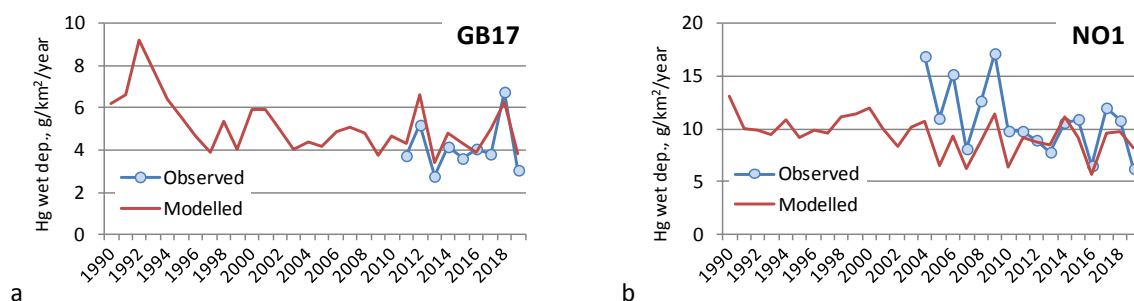 GB17
Hg wet dep., g/km²/year
10
8
6
4
2
0
Observed
Modelled
1990 1992 1994 1996 1998 2000 2002 2004 2006 2008 2010 2012 2014 2016 2018
a
NO1
Hg wet dep., g/km²/year
20
15
10
5
0
Observed
Modelled
1990 1992 1994 1996 1998 2000 2002 2004 2006 2008 2010 2012 2014 2016 2018
b